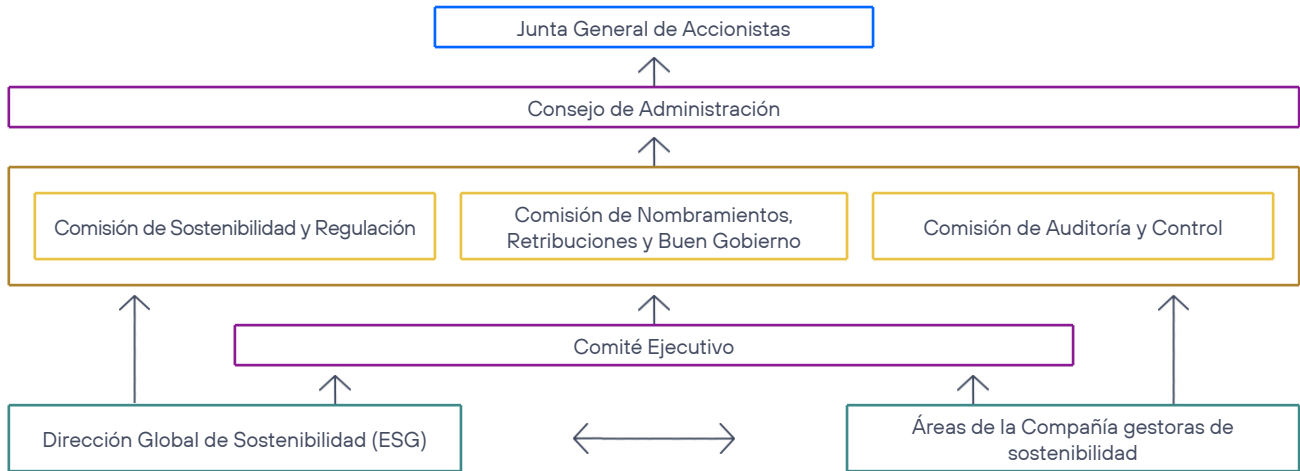 Junta General de Accionistas
Consejo de Administración
Comisión de Sostenibilidad y Regulación
Comisión de Nombramientos,
Retribuciones y Buen Gobierno
Comisión de Auditoría y Control
Comité Ejecutivo
Dirección Global de Sostenibilidad (ESG)
Áreas de la Compañía gestoras de
sostenibilidad